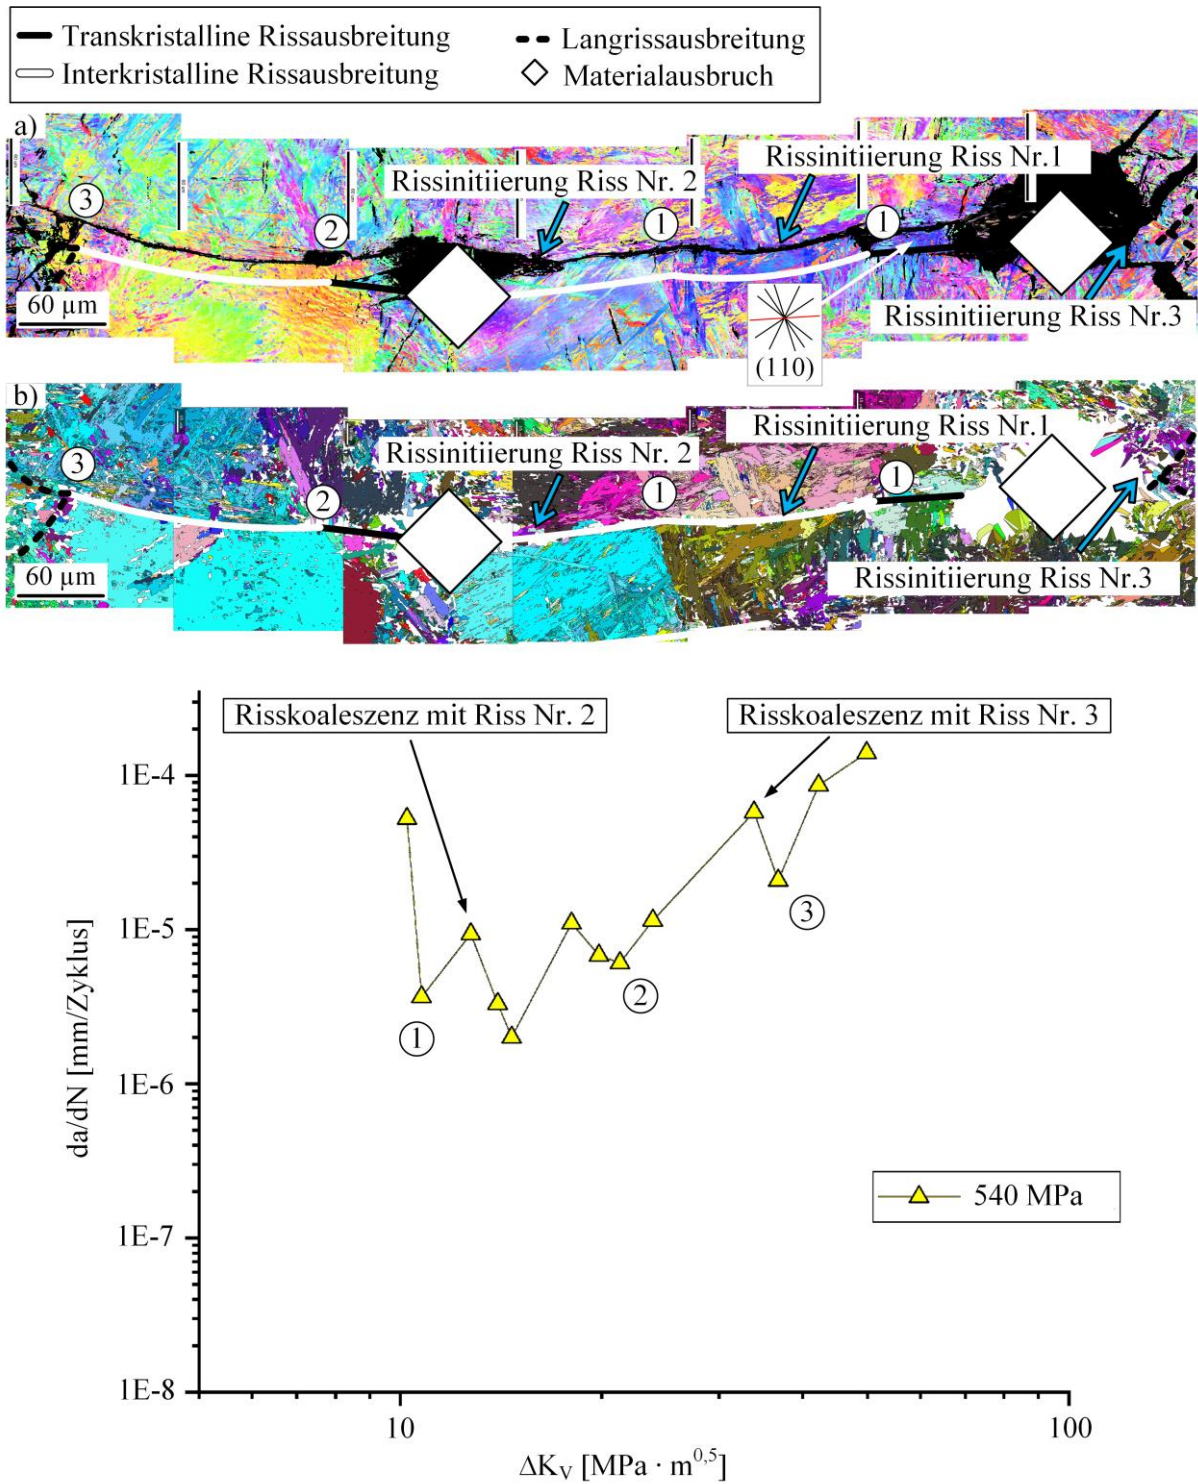 Transkristalline Rissausbreitung
Langrissausbreitung
Interkristalline Rissausbreitung
Materialausbruch
a)
3
2
Rissinitiierung Riss Nr. 2
1
Rissinitiierung Riss Nr.1
1
60 µm
Rissinitiierung Riss Nr.3
(110)
b)
3
2
Rissinitiierung Riss Nr. 2
1
Rissinitiierung Riss Nr.1
1
60 µm
Rissinitiierung Riss Nr.3
Risskoaleszenz mit Riss Nr. 2
Risskoaleszenz mit Riss Nr. 3
1E-4
1E-5
1E-6
1E-7
1E-8
da/dN [mm/Zyklus]
1
2
3
540 MPa
10
100
ΔK_V [MPa · m^0,5]